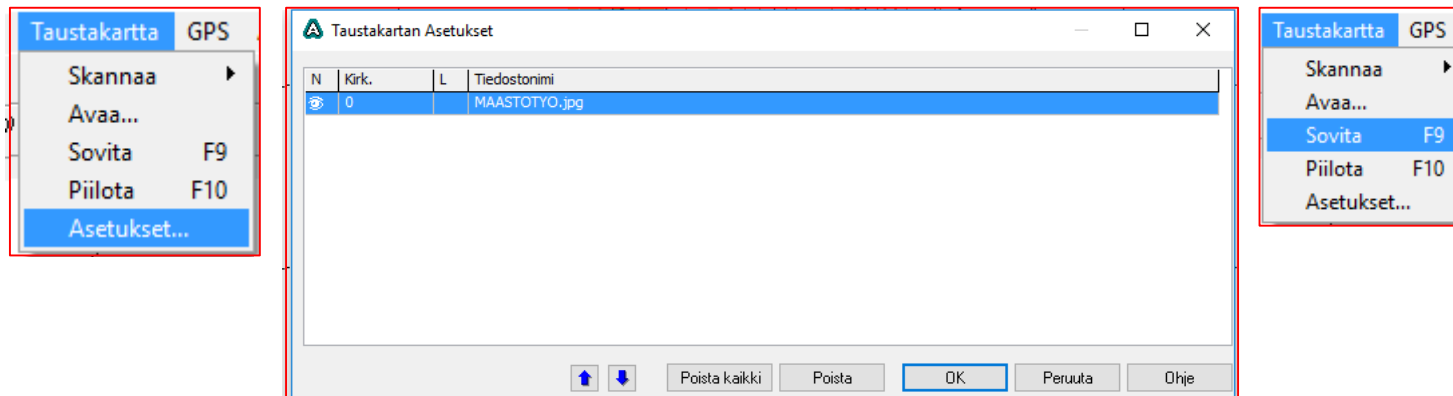 Taustakartta GPS
Skannaa
Avaa...
Sovita F9
Piilota F10
Asetukset...
Taustakartan Asetukset
N Kirk. L Tiedostonimi
0 MAASTOTYO.jpg
Poista kaikki Poista OK Peruuta Ohje
Taustakartta GPS
Skannaa
Avaa...
Sovita F9
Piilota F10
Asetukset...